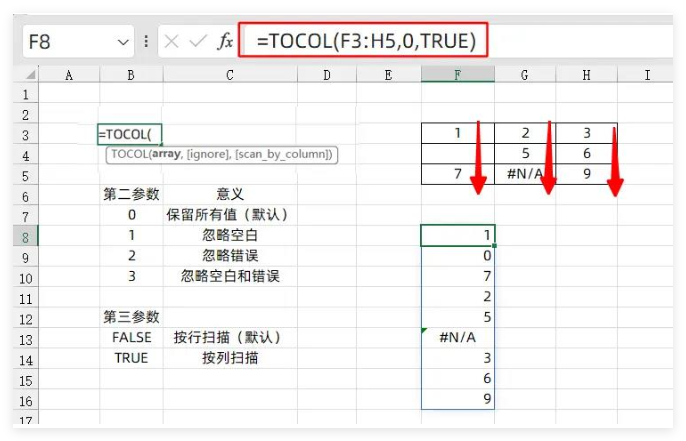 F8 fx =TOCOL(F3:H5,0,TRUE)
A B C D E F G H I
1
2
3 =TOCOL( 1 2 3
4 TOCOL(array, [ignore], [scan_by_column]) 5 6
5 7 #N/A 9
6 第二参数 意义
7 0 保留所有值（默认）
8 1 忽略空白 1
9 2 忽略错误 0
10 3 忽略空白和错误 7
11 2
12 第三参数 5
13 FALSE 按行扫描（默认） #N/A
14 TRUE 按列扫描 3
15 6
16 9
17